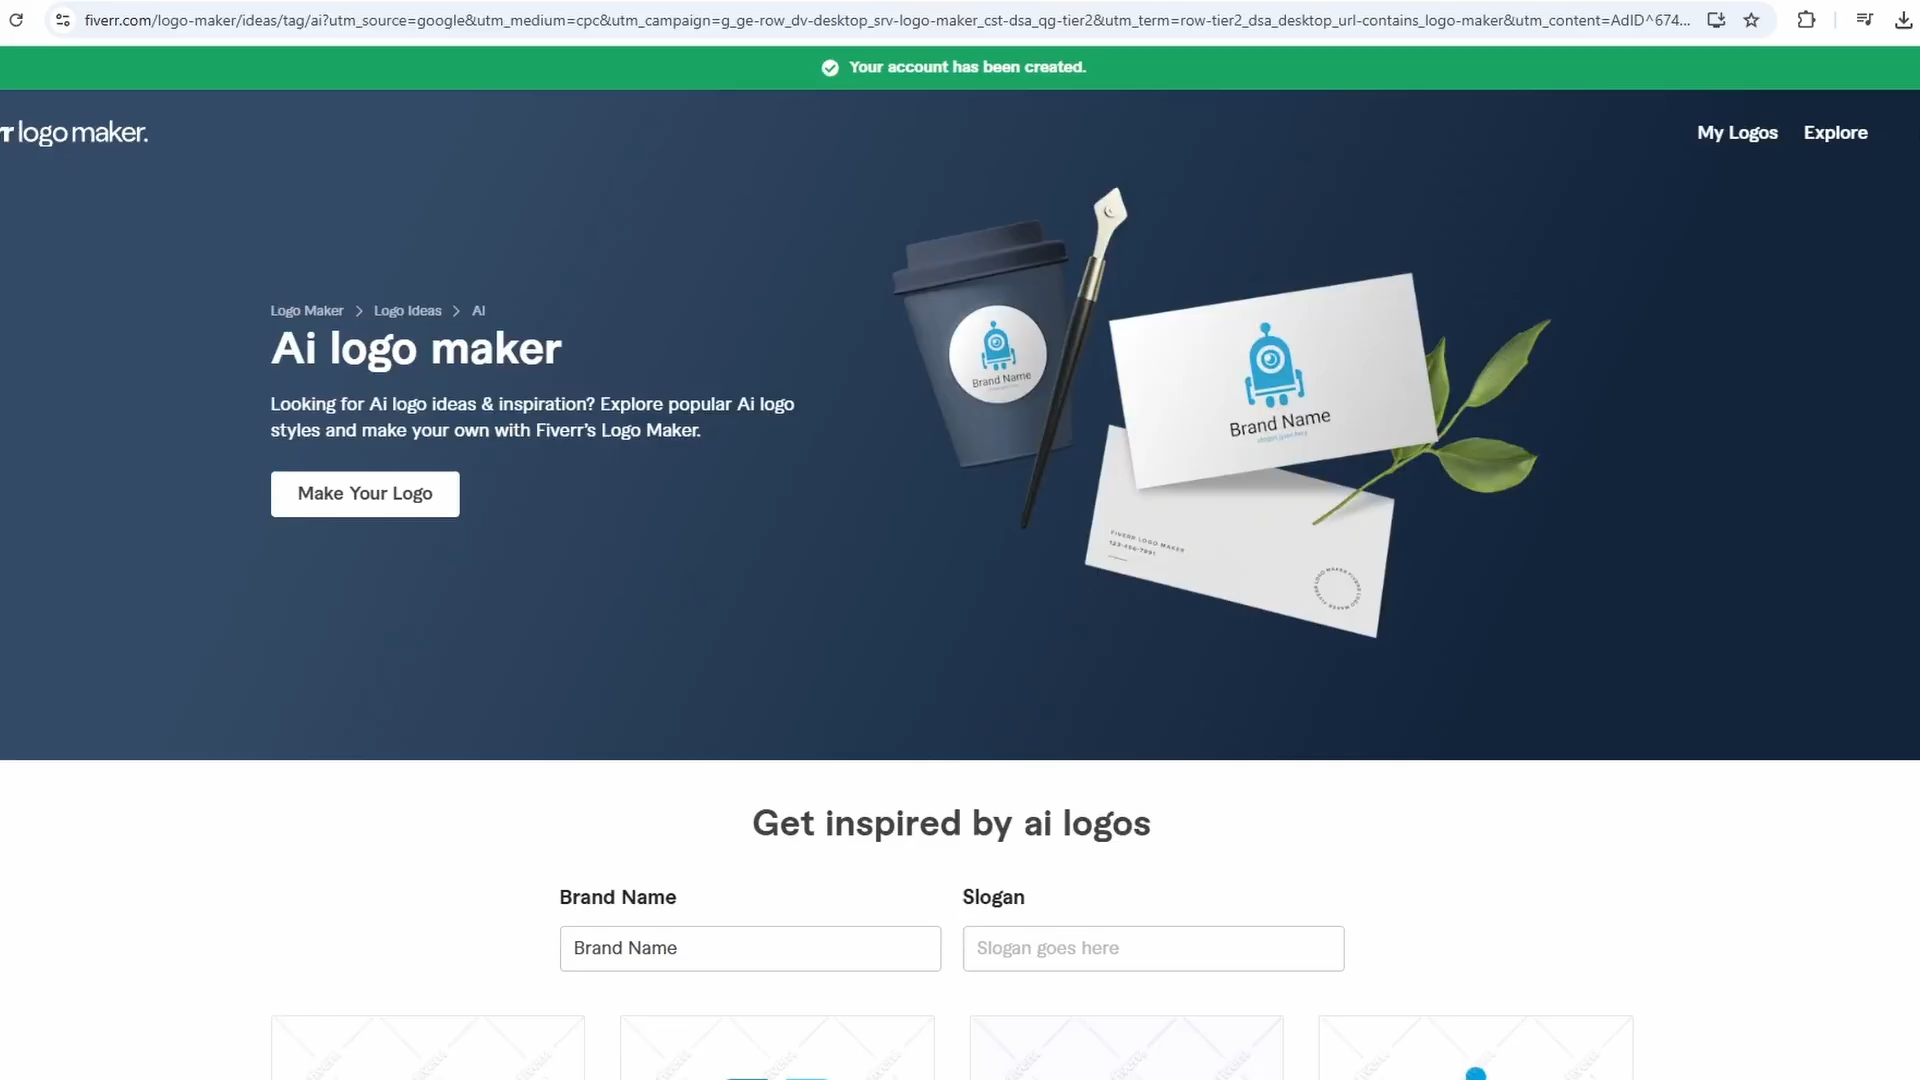 fiverr.com/logo-maker/ideas/tag/ai?utm_source=google&utm_medium=cpc&utm_campaign=g_ge-row_dv-desktop_srv-logo-maker_cst-dsa_qg-tier2&utm_term=row-tier2_dsa_desktop_url-contains_logo-maker&utm_content=AdID^674...
Your account has been created.
r logo maker.
My Logos
Explore
Logo Maker > Logo Ideas > AI
Ai logo maker
Looking for Ai logo ideas & inspiration? Explore popular Ai logo
styles and make your own with Fiverr's Logo Maker.
Make Your Logo
Brand Name
Brand Name
slogan goes here
FIVERR LOGO MAKER
123-456-7891
Get inspired by ai logos
Brand Name
Slogan
Brand Name
Slogan goes here